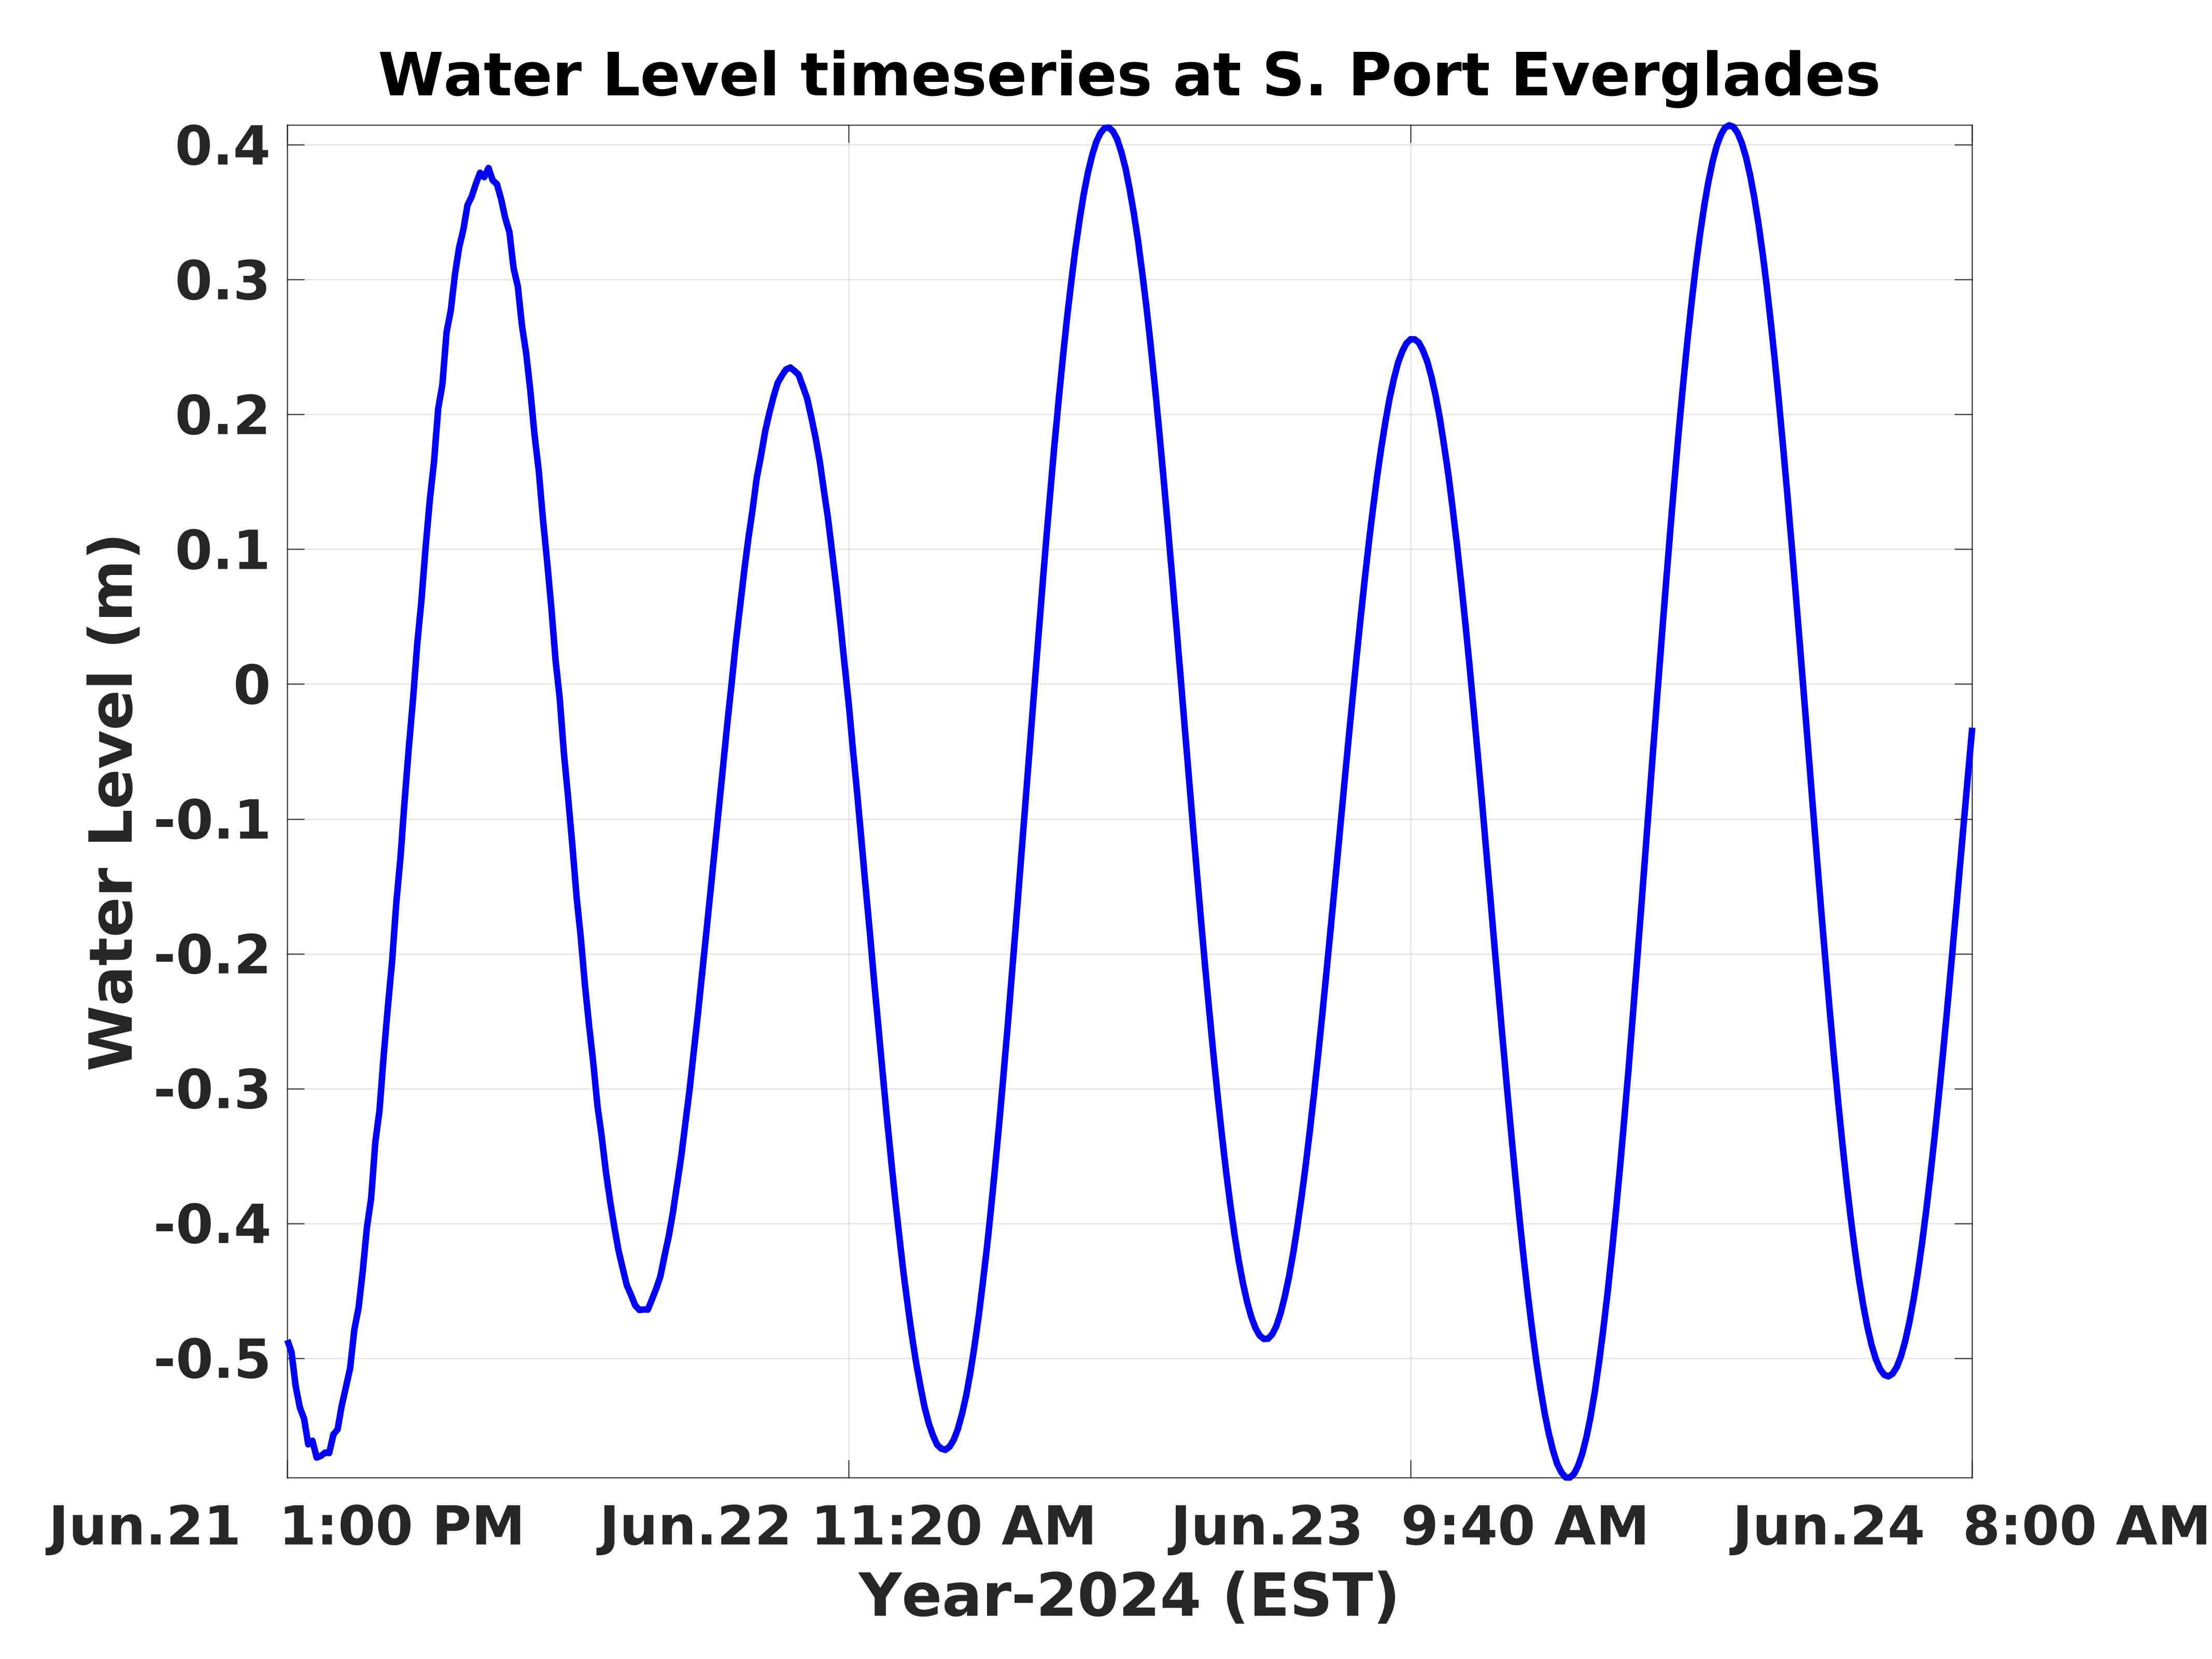 Water Level timeseries at S. Port Everglades
0.4
0.3
0.2
0.1
0
-0.1
-0.2
-0.3
-0.4
-0.5
Water Level (m)
Jun.21 1:00 PM Jun.22 11:20 AM Jun.23 9:40 AM Jun.24 8:00 AM
Year-2024 (EST)